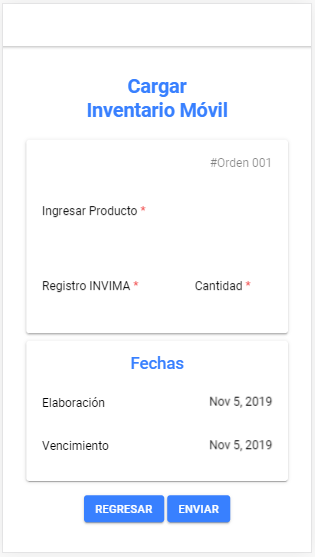 Cargar
Inventario Móvil
#Orden 001
Ingresar Producto *
Registro INVIMA * Cantidad *
Fechas
Elaboración Nov 5, 2019
Vencimiento Nov 5, 2019
REGRESAR ENVIAR